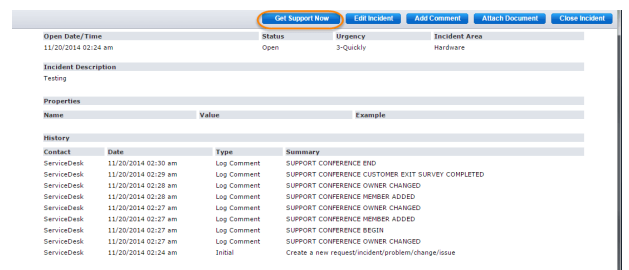 Get Support Now Edit Incident Add Comment Attach Document Close Incident
Open Date/Time Status Urgency Incident Area
11/20/2014 02:24 am Open 3-Quickly Hardware
Incident Description
Testing
Properties
Name Value Example
History
Contact Date Type Summary
ServiceDesk 11/20/2014 02:30 am Log Comment SUPPORT CONFERENCE END
ServiceDesk 11/20/2014 02:29 am Log Comment SUPPORT CONFERENCE CUSTOMER EXIT SURVEY COMPLETED
ServiceDesk 11/20/2014 02:28 am Log Comment SUPPORT CONFERENCE OWNER CHANGED
ServiceDesk 11/20/2014 02:28 am Log Comment SUPPORT CONFERENCE MEMBER ADDED
ServiceDesk 11/20/2014 02:27 am Log Comment SUPPORT CONFERENCE OWNER CHANGED
ServiceDesk 11/20/2014 02:27 am Log Comment SUPPORT CONFERENCE MEMBER ADDED
ServiceDesk 11/20/2014 02:27 am Log Comment SUPPORT CONFERENCE BEGIN
ServiceDesk 11/20/2014 02:27 am Log Comment SUPPORT CONFERENCE OWNER CHANGED
ServiceDesk 11/20/2014 02:24 am Initial Create a new request/incident/problem/change/issue